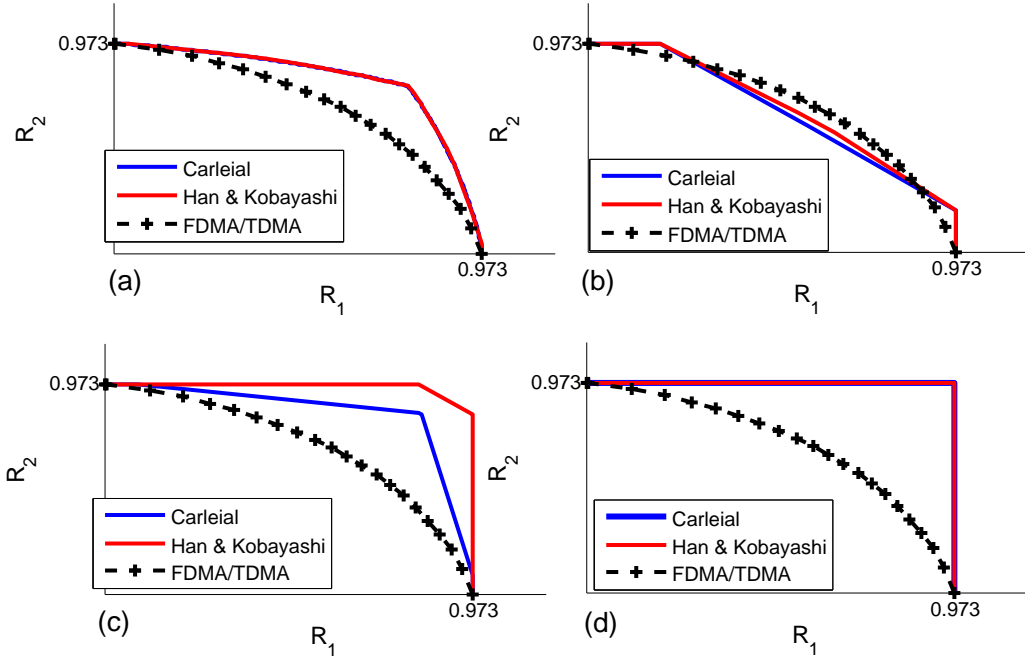 0.973
R2
Carleial
Han & Kobayashi
FDMA/TDMA
0.973
(a)
R1
0.973
R2
Carleial
Han & Kobayashi
FDMA/TDMA
0.973
(b)
R1
0.973
R2
Carleial
Han & Kobayashi
FDMA/TDMA
0.973
(c)
R1
0.973
R2
Carleial
Han & Kobayashi
FDMA/TDMA
0.973
(d)
R1